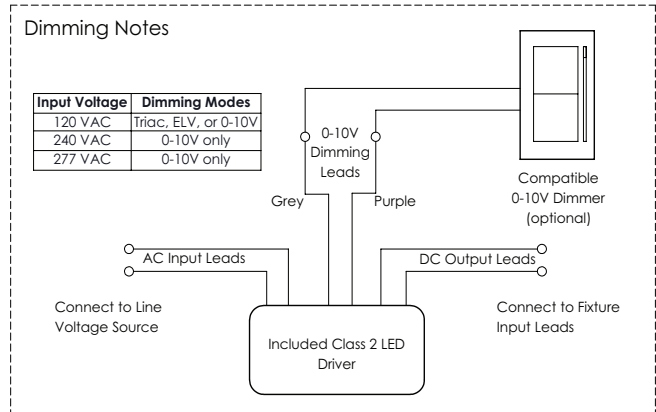 Dimming Notes
Input Voltage Dimming Modes
120 VAC Triac, ELV, or 0-10V
240 VAC 0-10V only
277 VAC 0-10V only
0-10V
Dimming
Leads
Grey
Purple
Compatible
0-10V Dimmer
(optional)
AC Input Leads
DC Output Leads
Connect to Line
Voltage Source
Connect to Fixture
Input Leads
Included Class 2 LED
Driver